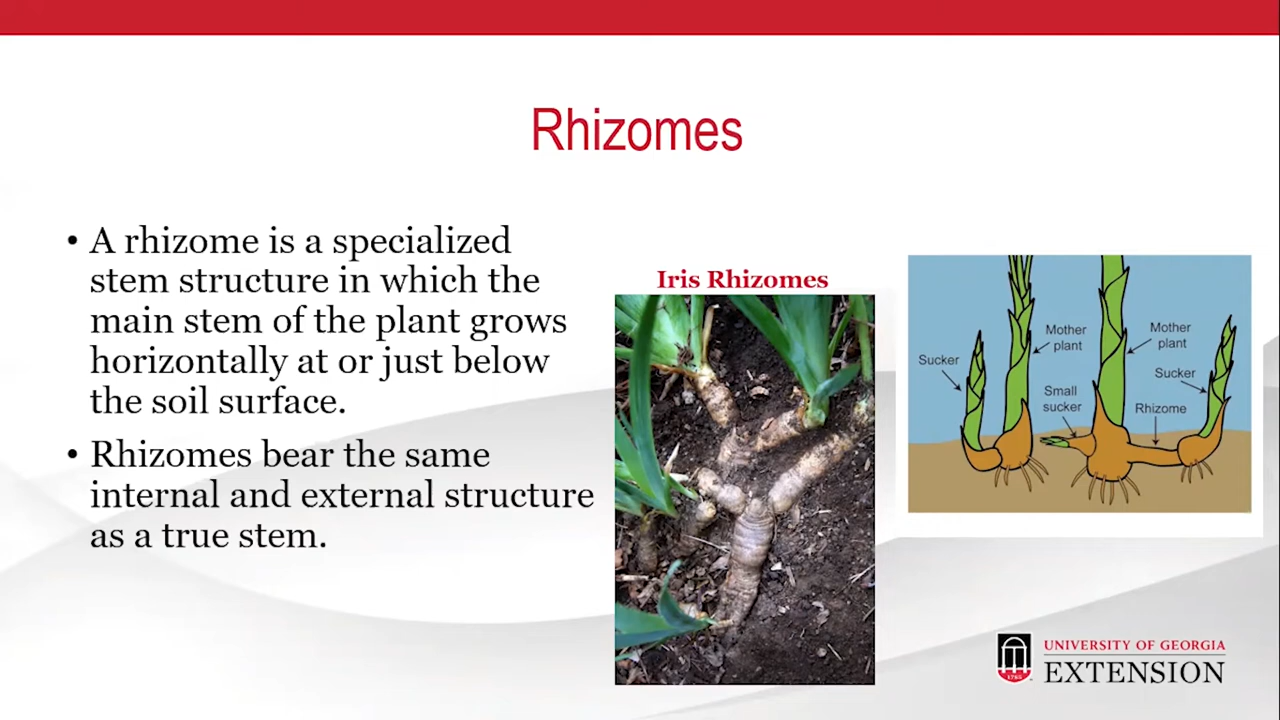 Rhizomes
• A rhizome is a specialized
stem structure in which the
main stem of the plant grows
horizontally at or just below
the soil surface.
• Rhizomes bear the same
internal and external structure
as a true stem.
Iris Rhizomes
Sucker
Mother
plant
Small
sucker
Mother
plant
Sucker
Rhizome
1785
UNIVERSITY OF GEORGIA
EXTENSION